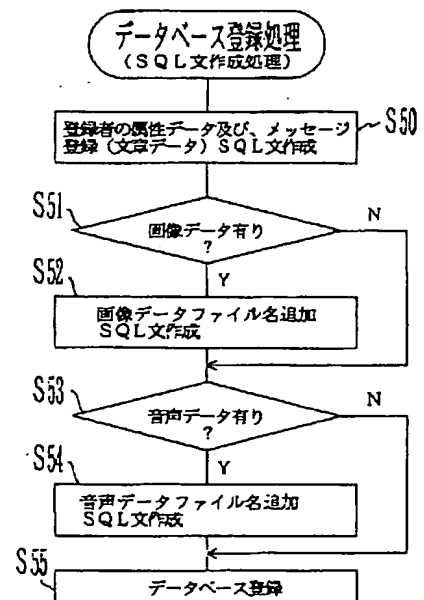 データベース登録処理
(SQL文作成処理)
登録者の属性データ及び、メッセージ
登録(文章データ)SQL文作成
S50
S51
画像データ有り
?
N
Y
S52
画像データファイル名追加
SQL文作成
S53
音声データ有り
?
N
Y
S54
音声データファイル名追加
SQL文作成
S55
データベース登録